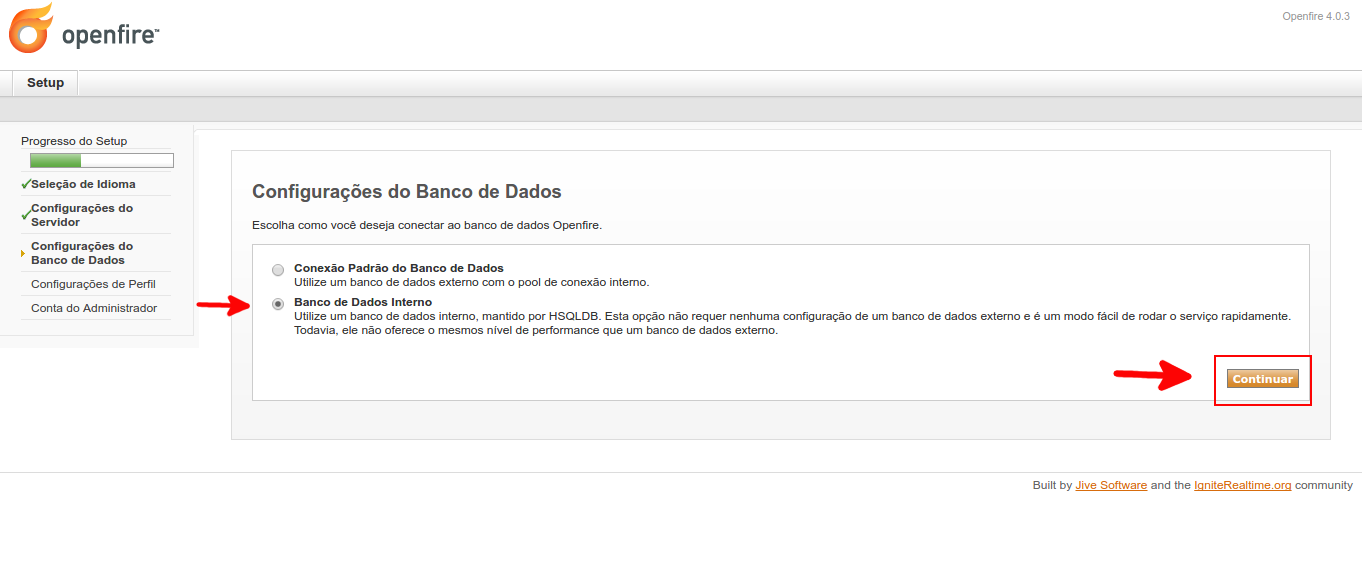 openfire™
Openfire 4.0.3
Setup
Progresso do Setup
Seleção de Idioma
Configurações do
Servidor
Configurações do
Banco de Dados
Configurações de Perfil
Conta do Administrador
Configurações do Banco de Dados
Escolha como você deseja conectar ao banco de dados Openfire.
Conexão Padrão do Banco de Dados
Utilize um banco de dados externo com o pool de conexão interno.
Banco de Dados Interno
Utilize um banco de dados interno, mantido por HSQLDB. Esta opção não requer nenhuma configuração de um banco de dados externo e é um modo fácil de rodar o serviço rapidamente.
Todavia, ele não oferece o mesmos nível de performance que um banco de dados externo.
Continuar
Built by Jive Software and the IgniteRealtime.org community